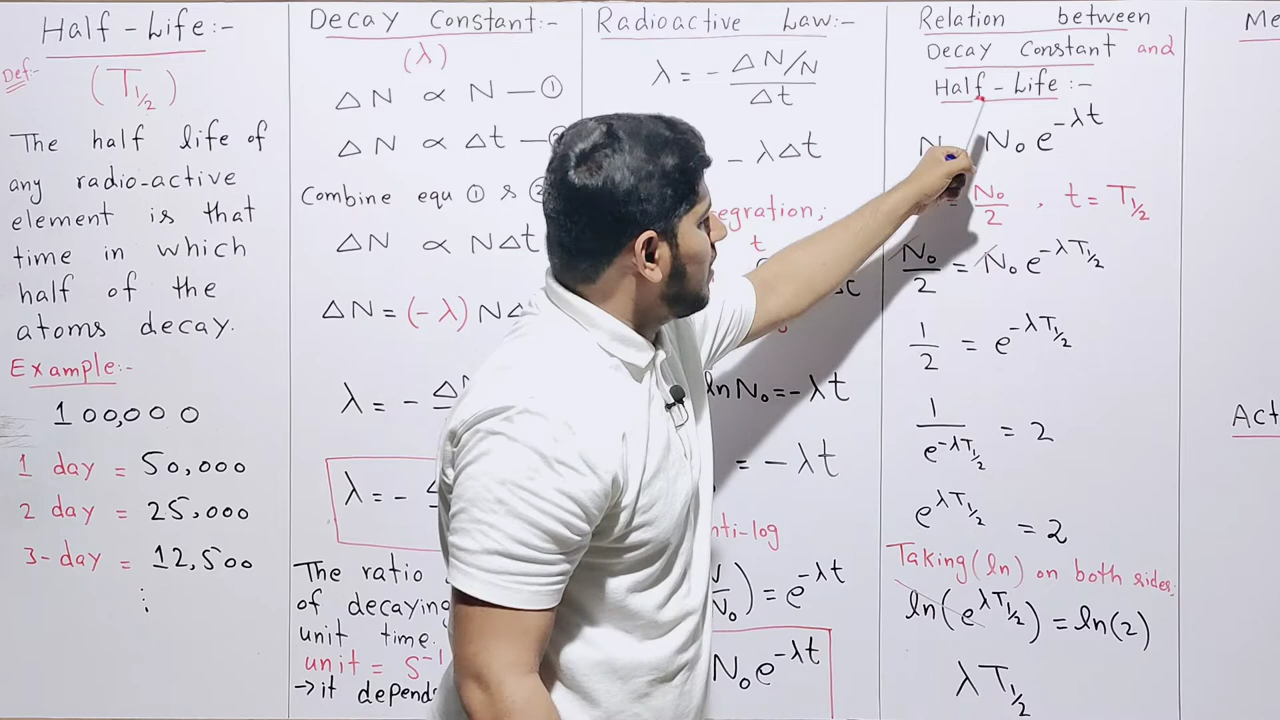 Half-Life:-
Def:-
(T1/2)
The half life of
any radio-active
element is that
time in which
half of the
atoms decay.
Example:-
100,000
1 day = 50,000
2 day = 25,000
3-day = 12,500
⋮
Decay Constant:-
(λ)
△N ∝ N — ①
△N ∝ △t —
Combine equ ① &
△N ∝ N△t
△N = (-λ) N△
λ = - △N
λ = -
The ratio
of decaying
unit time.
unit = S⁻¹
→ it depend
Radioactive Law:-
λ = - △N/N / △t
- λ△t
t
ln N₀ = - λt
= - λt
nti-log
N₀) = e^-λt
N₀ e^-λt
Relation between
Decay Constant and
Half-Life:-
N N₀ e^-λt
N₀/2 , t = T1/2
N₀/2 = N₀ e^-λT1/2
1/2 = e^-λT1/2
1/e^-λT1/2 = 2
e^λT1/2 = 2
Taking (ln) on both sides;
ln(e^λT1/2) = ln(2)
λT1/2
Me
Act